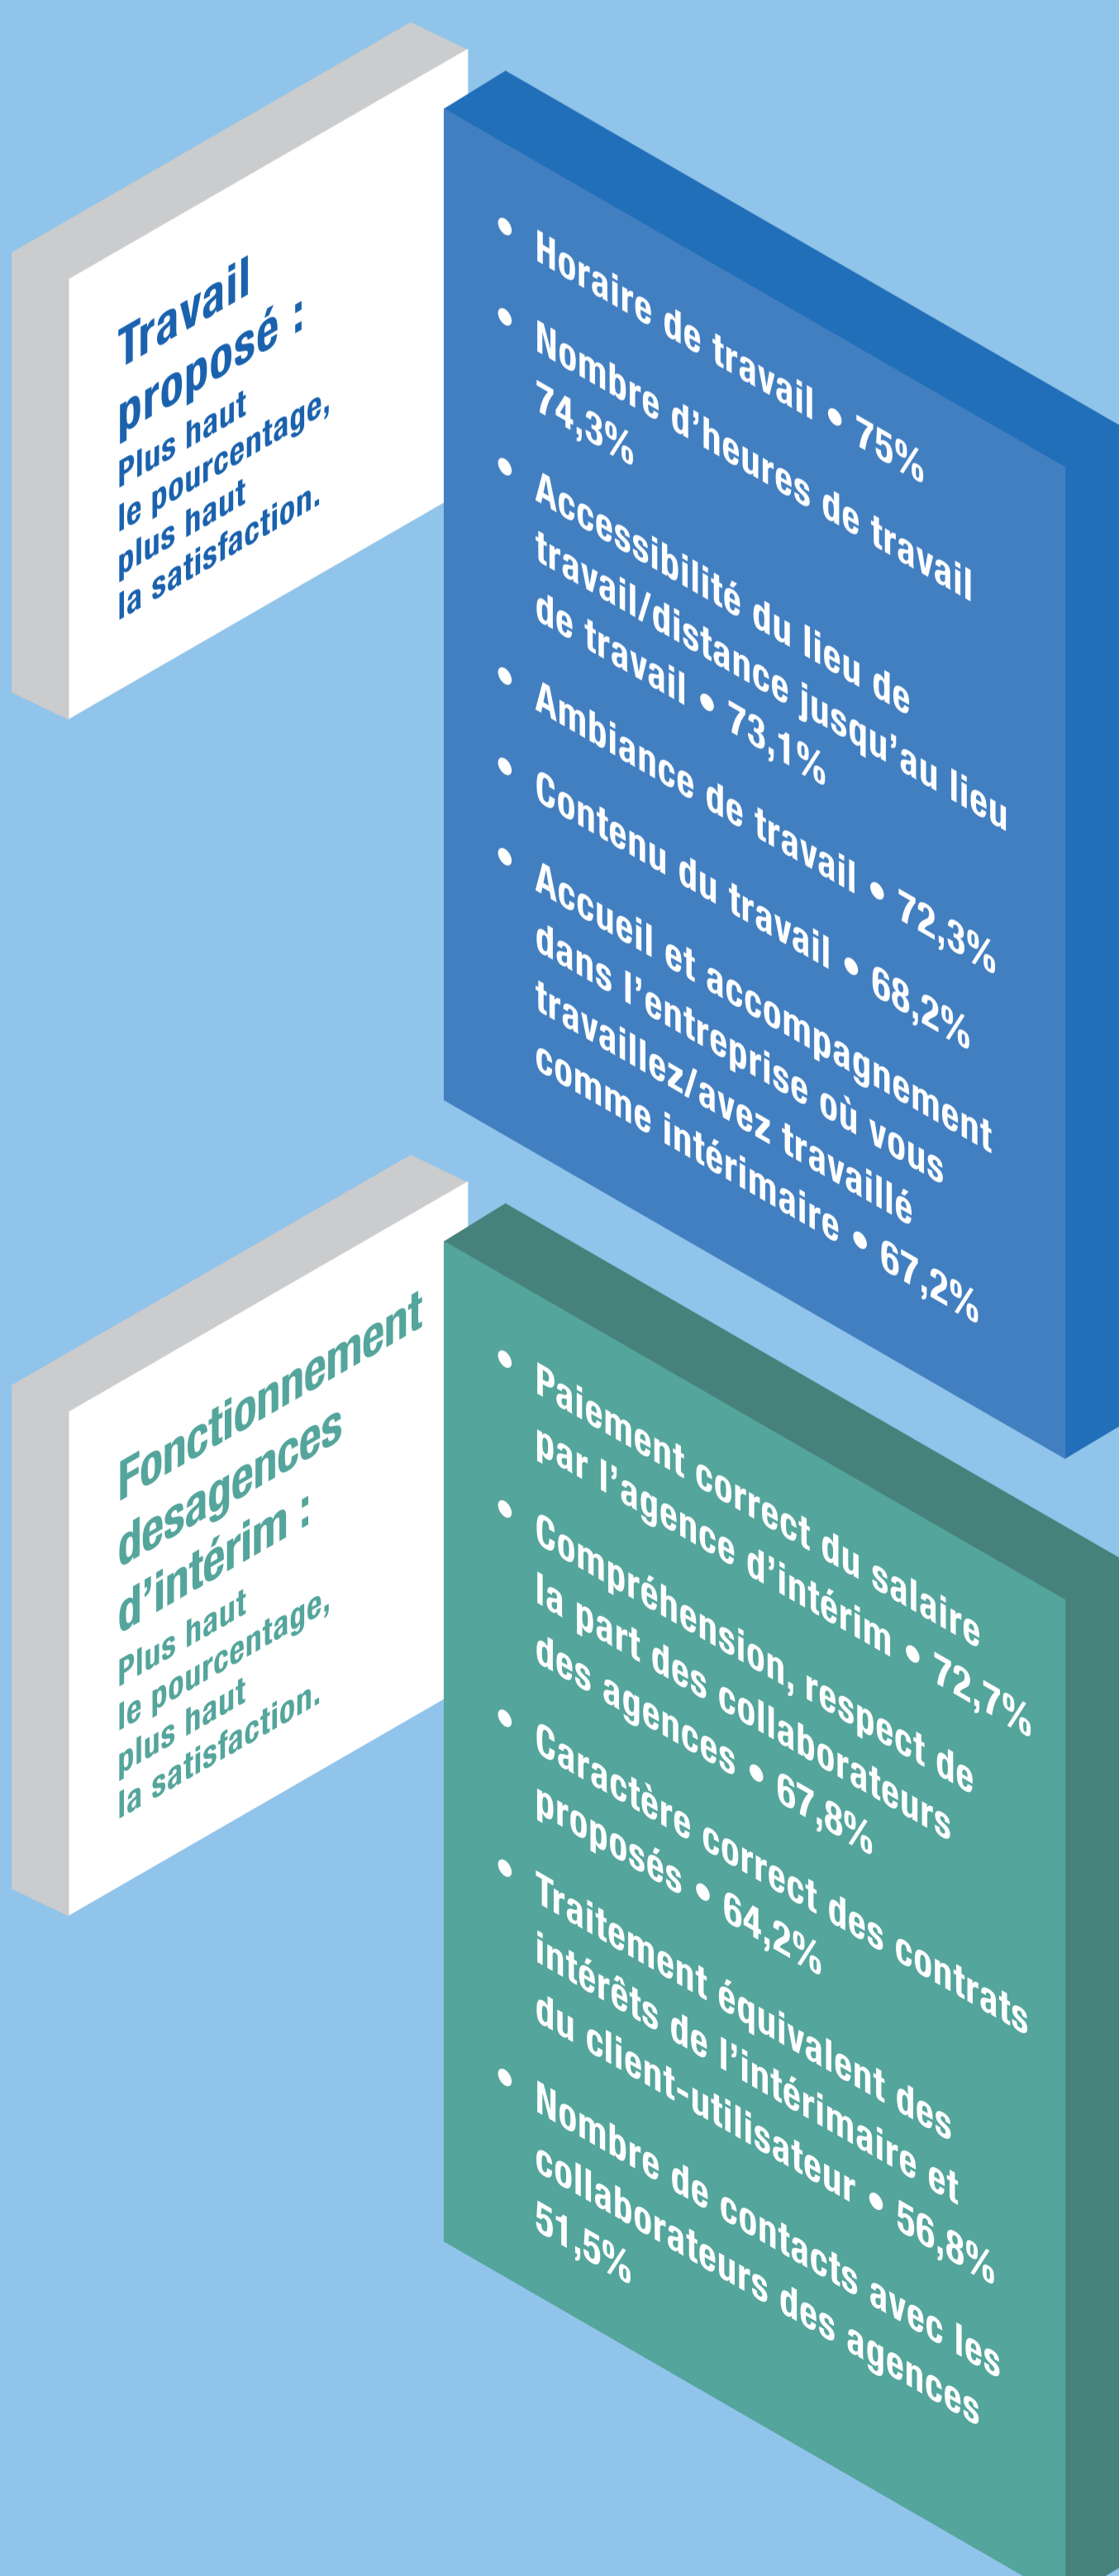 Travail
proposé :
Plus haut
le pourcentage,
plus haut
la satisfaction.
• Horaire de travail • 75%
• Nombre d’heures de travail
74,3%
• Accessibilité du lieu de
travail/distance jusqu’au lieu
de travail • 73,1%
• Ambiance de travail • 72,3%
• Contenu du travail • 68,2%
• Accueil et accompagnement
dans l’entreprise où vous
travaillez/avez travaillé
comme intérimaire • 67,2%
Fonctionnement
desagences
d’intérim :
Plus haut
le pourcentage,
plus haut
la satisfaction.
• Paiement correct du salaire
par l’agence d’intérim • 72,7%
• Compréhension, respect de
la part des collaborateurs
des agences • 67,8%
• Caractère correct des contrats
proposés • 64,2%
• Traitement équivalent des
intérêts de l’intérimaire et
du client-utilisateur • 56,8%
• Nombre de contacts avec les
collaborateurs des agences
51,5%